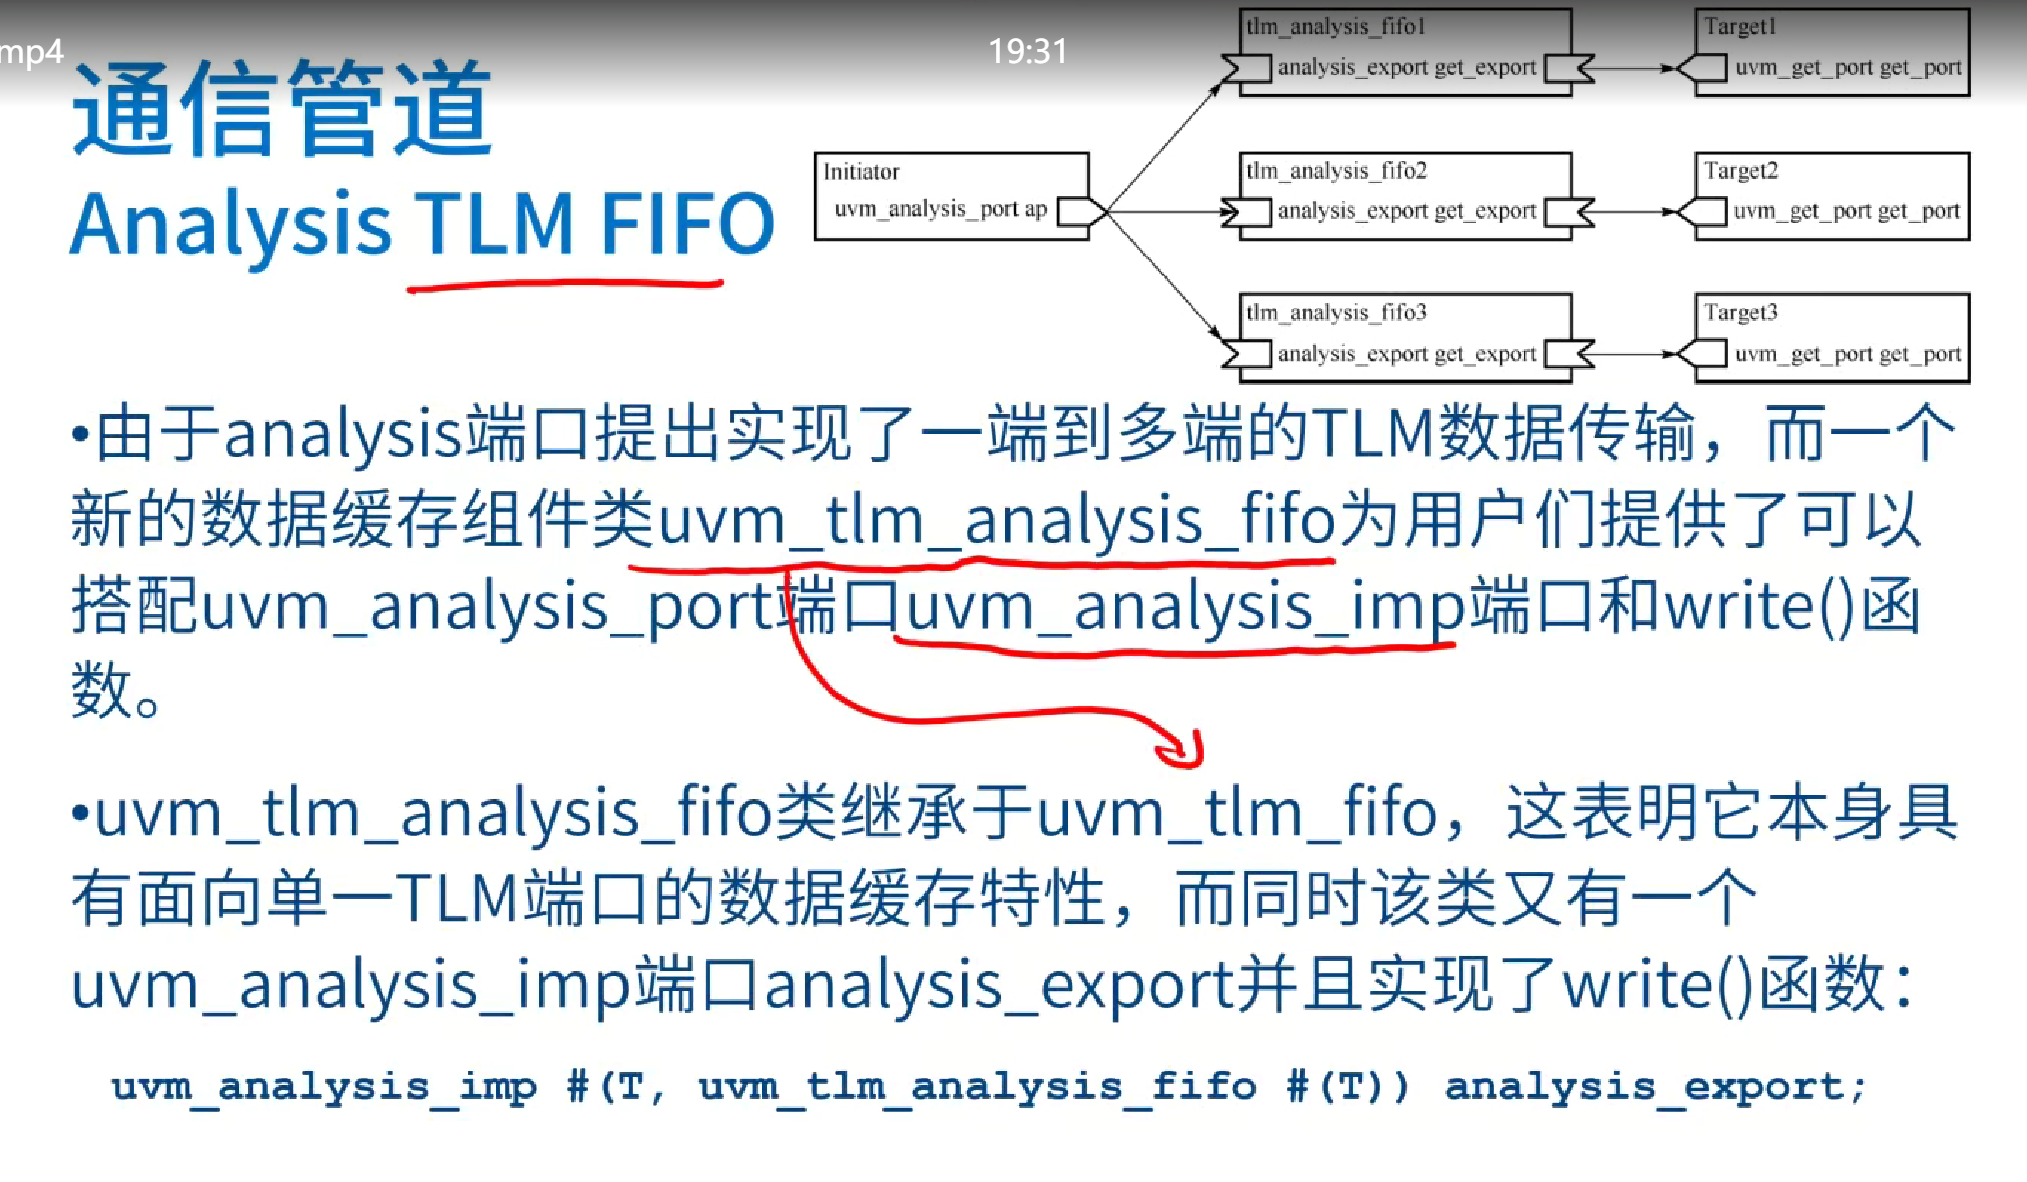 mp4
19:31
通信管道
Analysis TLM FIFO
Initiator
uvm_analysis_port ap
tlm_analysis_fifo1
analysis_export get_export
Target1
uvm_get_port get_port
tlm_analysis_fifo2
analysis_export get_export
Target2
uvm_get_port get_port
tlm_analysis_fifo3
analysis_export get_export
Target3
uvm_get_port get_port
•由于analysis端口提出实现了一端到多端的TLM数据传输，而一个
新的数据缓存组件类uvm_tlm_analysis_fifo为用户们提供了可以
搭配uvm_analysis_port端口uvm_analysis_imp端口和write()函
数。
•uvm_tlm_analysis_fifo类继承于uvm_tlm_fifo，这表明它本身具
有面向单一TLM端口的数据缓存特性，而同时该类又有一个
uvm_analysis_imp端口analysis_export并且实现了write()函数：
uvm_analysis_imp #(T, uvm_tlm_analysis_fifo #(T)) analysis_export;